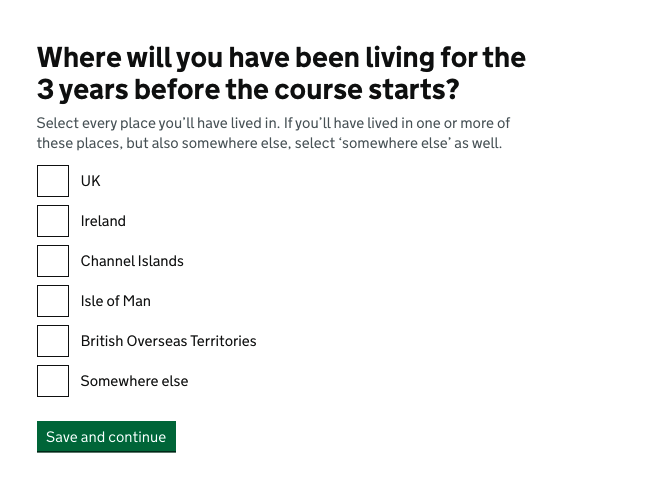 Where will you have been living for the
3 years before the course starts?
Select every place you’ll have lived in. If you’ll have lived in one or more of
these places, but also somewhere else, select ‘somewhere else’ as well.
UK
Ireland
Channel Islands
Isle of Man
British Overseas Territories
Somewhere else
Save and continue